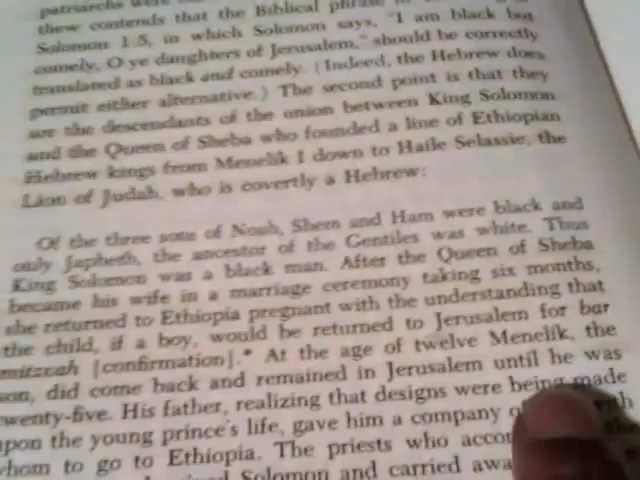 patriarchs were
thew contends that the Biblical phrase
Solomon 1:5, in which Solomon says, "I am black but
comely, O ye daughters of Jerusalem," should be correctly
translated as black and comely. (Indeed, the Hebrew does
permit either alternative.) The second point is that they
are the descendants of the union between King Solomon
and the Queen of Sheba who founded a line of Ethiopian
Hebrew kings from Menelik I down to Haile Selassie, the
Lion of Judah, who is covertly a Hebrew:
Of the three sons of Noah, Shem and Ham were black and
only Japheth, the ancestor of the Gentiles was white. Thus
King Solomon was a black man. After the Queen of Sheba
became his wife in a marriage ceremony taking six months,
she returned to Ethiopia pregnant with the understanding that
the child, if a boy, would be returned to Jerusalem for bar
mitzvah [confirmation].* At the age of twelve Menelik, the
son, did come back and remained in Jerusalem until he was
twenty-five. His father, realizing that designs were being made
upon the young prince's life, gave him a company
whom to go to Ethiopia. The priests who
Solomon and carried